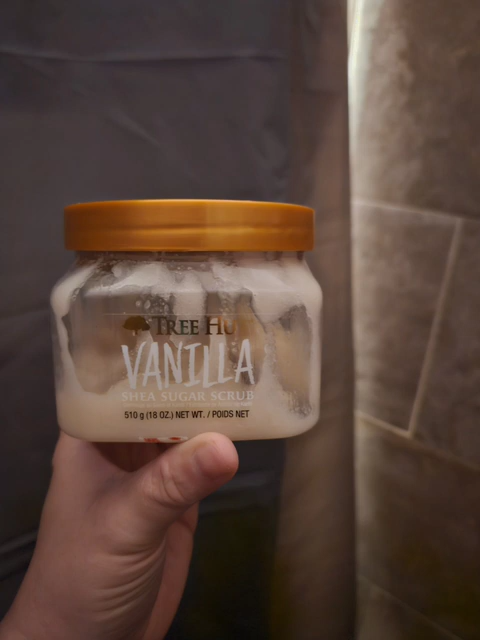 TREE HU
VANILLA
SHEA SUGAR SCRUB
510 g (18 OZ.) NET WT. / POIDS NET